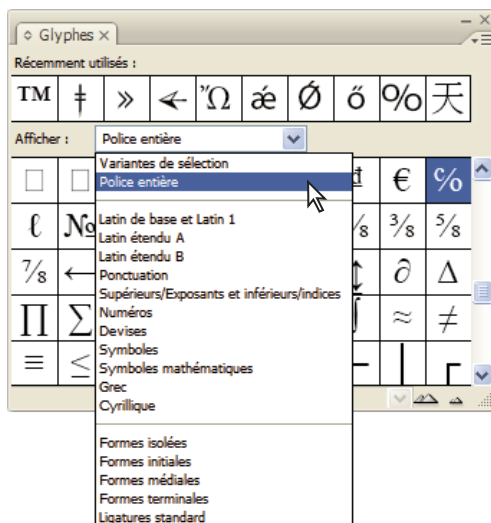 Glyphes
Récemment utilisés :
™ ǂ » Ὤ ǽ Ǿ ő % 天
Afficher : Police entière
Variantes de sélection
Police entière
Latin de base et Latin 1
Latin étendu A
Latin étendu B
Ponctuation
Supérieurs/Exposants et inférieurs/indices
Numéros
Devises
Symboles
Symboles mathématiques
Grec
Cyrillique
Formes isolées
Formes initiales
Formes médiales
Formes terminales
Ligatures standard
€ ℅
ℓ № ⅜ ⅝
⅞ ← ∂ ∆
∏ ∑ ≈ ≠
≡ ≤